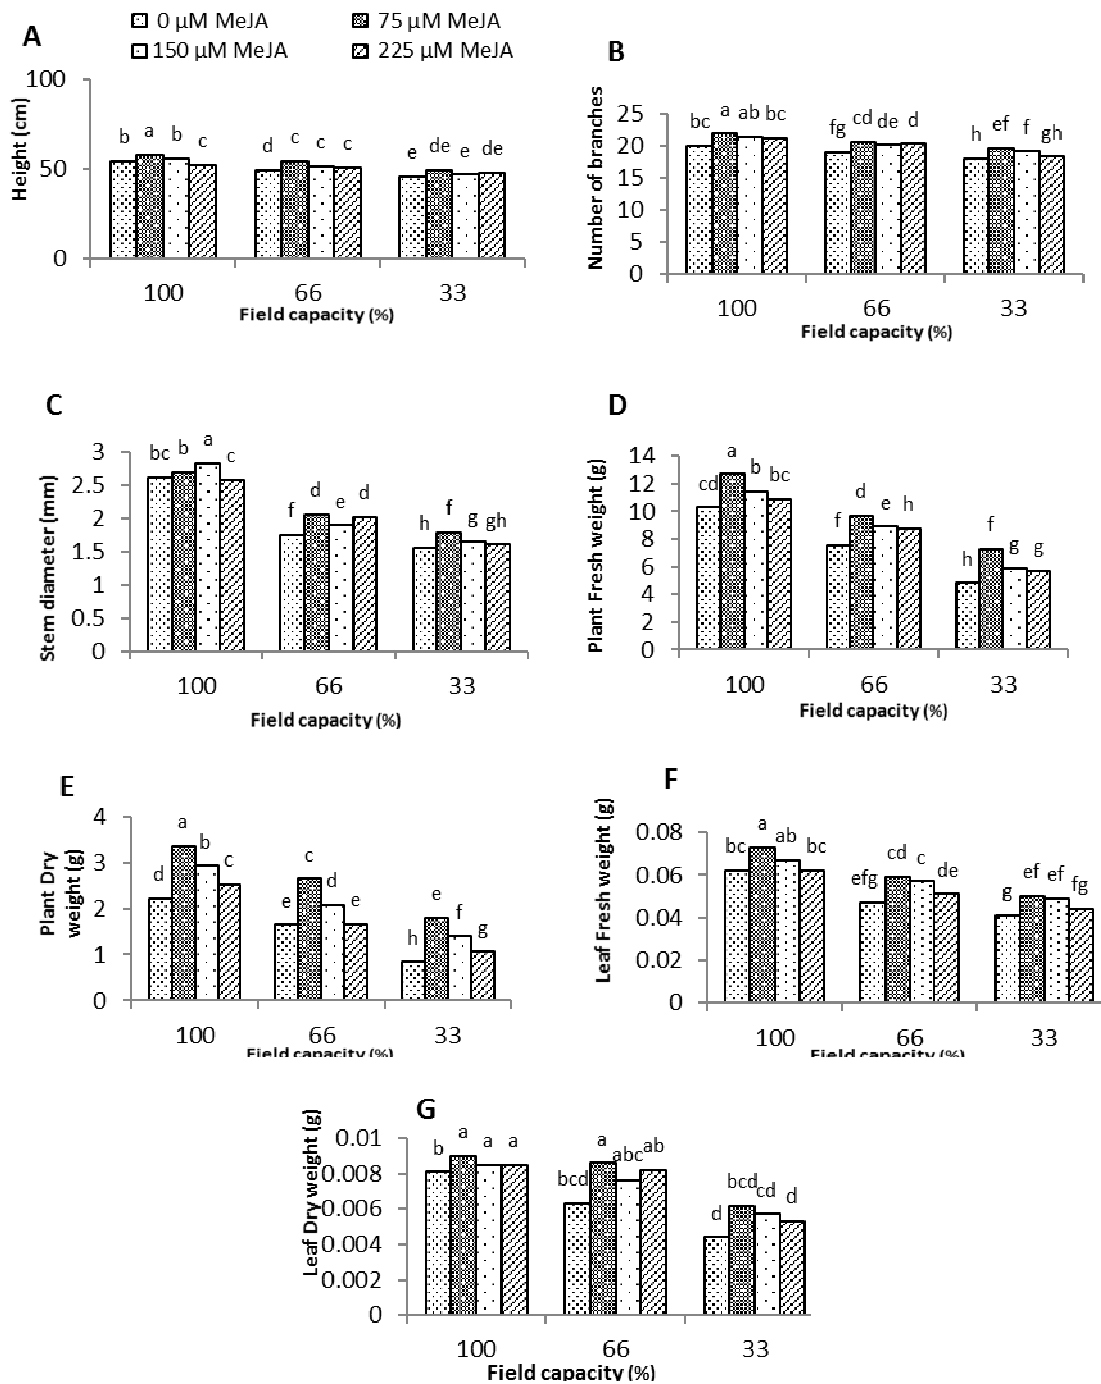 A
0 µM MeJA 75 µM MeJA
150 µM MeJA 225 µM MeJA
Height (cm)
100
50
0
b a b c d c c c e de e de
100 66 33
Field capacity (%)
B
Number of branches
25
20
15
10
5
0
bc a ab bc fg cd de d h ef f gh
100 66 33
Field capacity (%)
C
Stem diameter (mm)
3
2.5
2
1.5
1
0.5
0
bc b a c f d e d h f g gh
100 66 33
Field capacity (%)
D
Plant Fresh weight (g)
14
12
10
8
6
4
2
0
cd a b bc f d e h h f g g
100 66 33
Field capacity (%)
E
Plant Dry
weight (g)
4
3
2
1
0
d a b c e c d e h e f g
100 66 33
Field capacity (%)
F
Leaf Fresh weight (g)
0.08
0.06
0.04
0.02
0
bc a ab bc efg cd c de g ef ef fg
100 66 33
Field capacity (%)
G
Leaf Dry weight (g)
0.01
0.008
0.006
0.004
0.002
0
b a a a bcd a abc ab d bcd cd d
100 66 33
Field capacity (%)